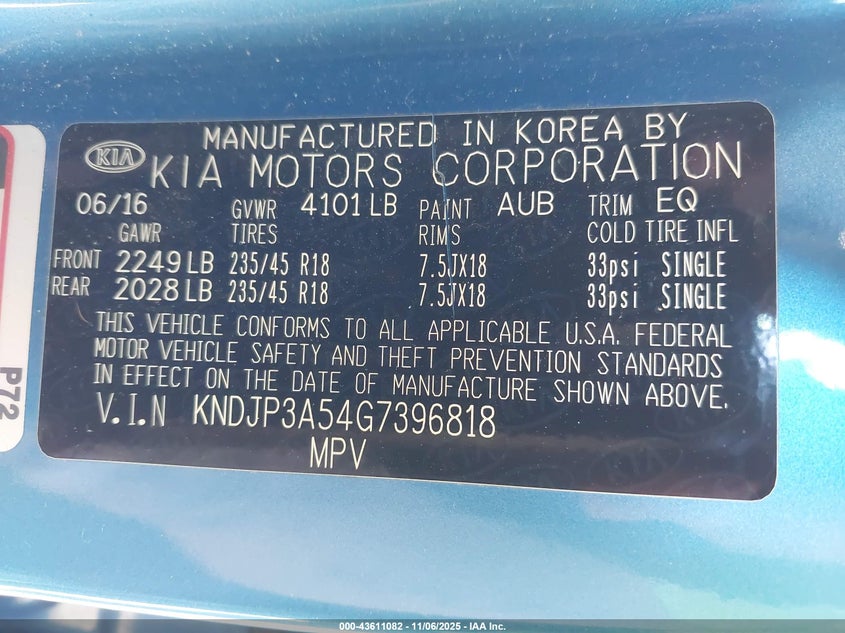 MANUFACTURED IN KOREA BY
KIA KIA MOTORS CORPORATION
06/16 GVWR 4101 LB PAINT AUB TRIM EQ
GAWR TIRES RIMS COLD TIRE INFL
FRONT 2249 LB 235/45 R18 7.5JX18 33psi SINGLE
REAR 2028 LB 235/45 R18 7.5JX18 33psi SINGLE
THIS VEHICLE CONFORMS TO ALL APPLICABLE U.S.A. FEDERAL
MOTOR VEHICLE SAFETY AND THEFT PREVENTION STANDARDS
IN EFFECT ON THE DATE OF MANUFACTURE SHOWN ABOVE.
V.I.N KNDJP3A54G7396818
MPV
P72
000-43611082 - 11/06/2025 - IAA Inc.